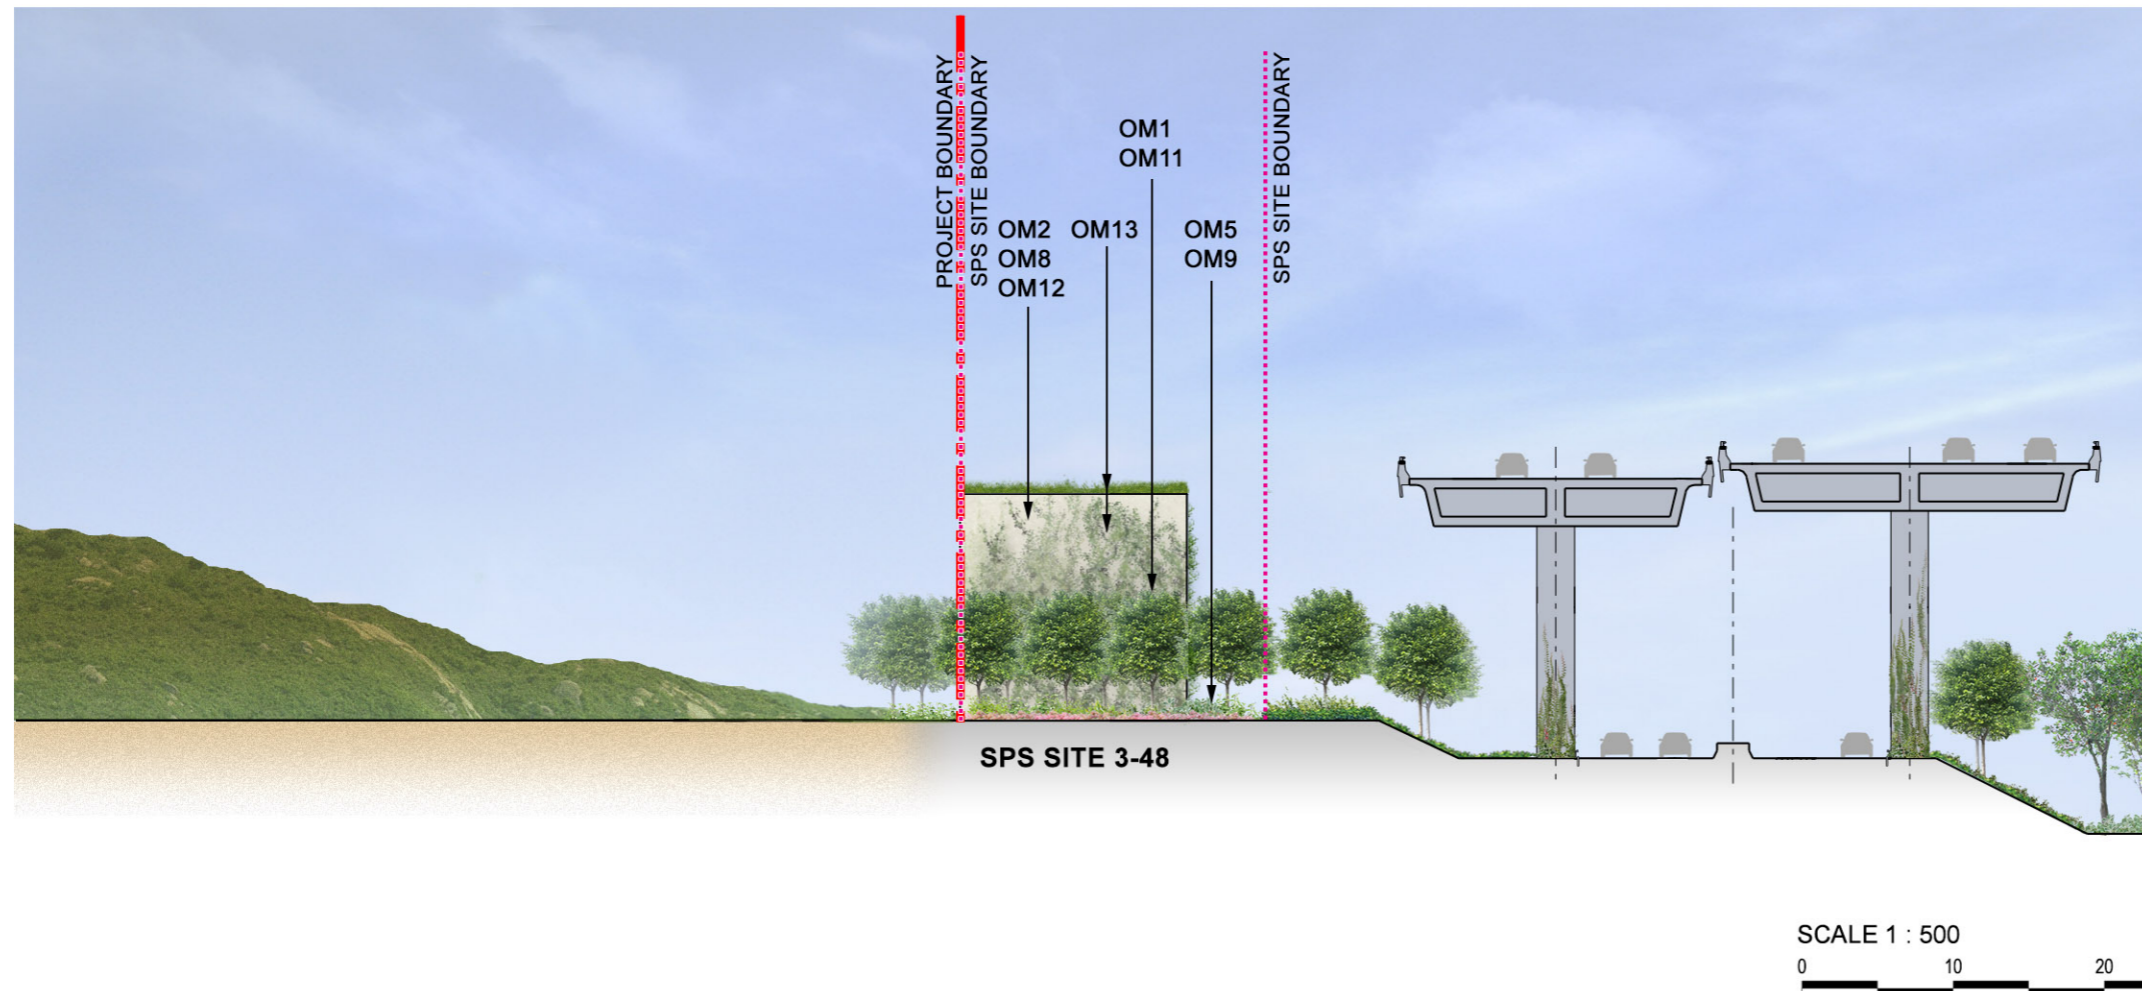 PROJECT BOUNDARY
SPS SITE BOUNDARY
SPS SITE BOUNDARY
OM1
OM11
OM2
OM8
OM12
OM13
OM5
OM9
SPS SITE 3-48
SCALE 1 : 500
0 10 20